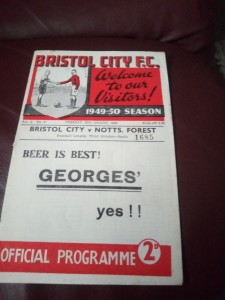 BRISTOL CITY F.C.
Welcome
to our
Visitors!
1949-50 SEASON
BRISTOL CITY v NOTTS. FOREST
1685
BEER IS BEST!
GEORGES'
yes !!
OFFICIAL PROGRAMME 2D